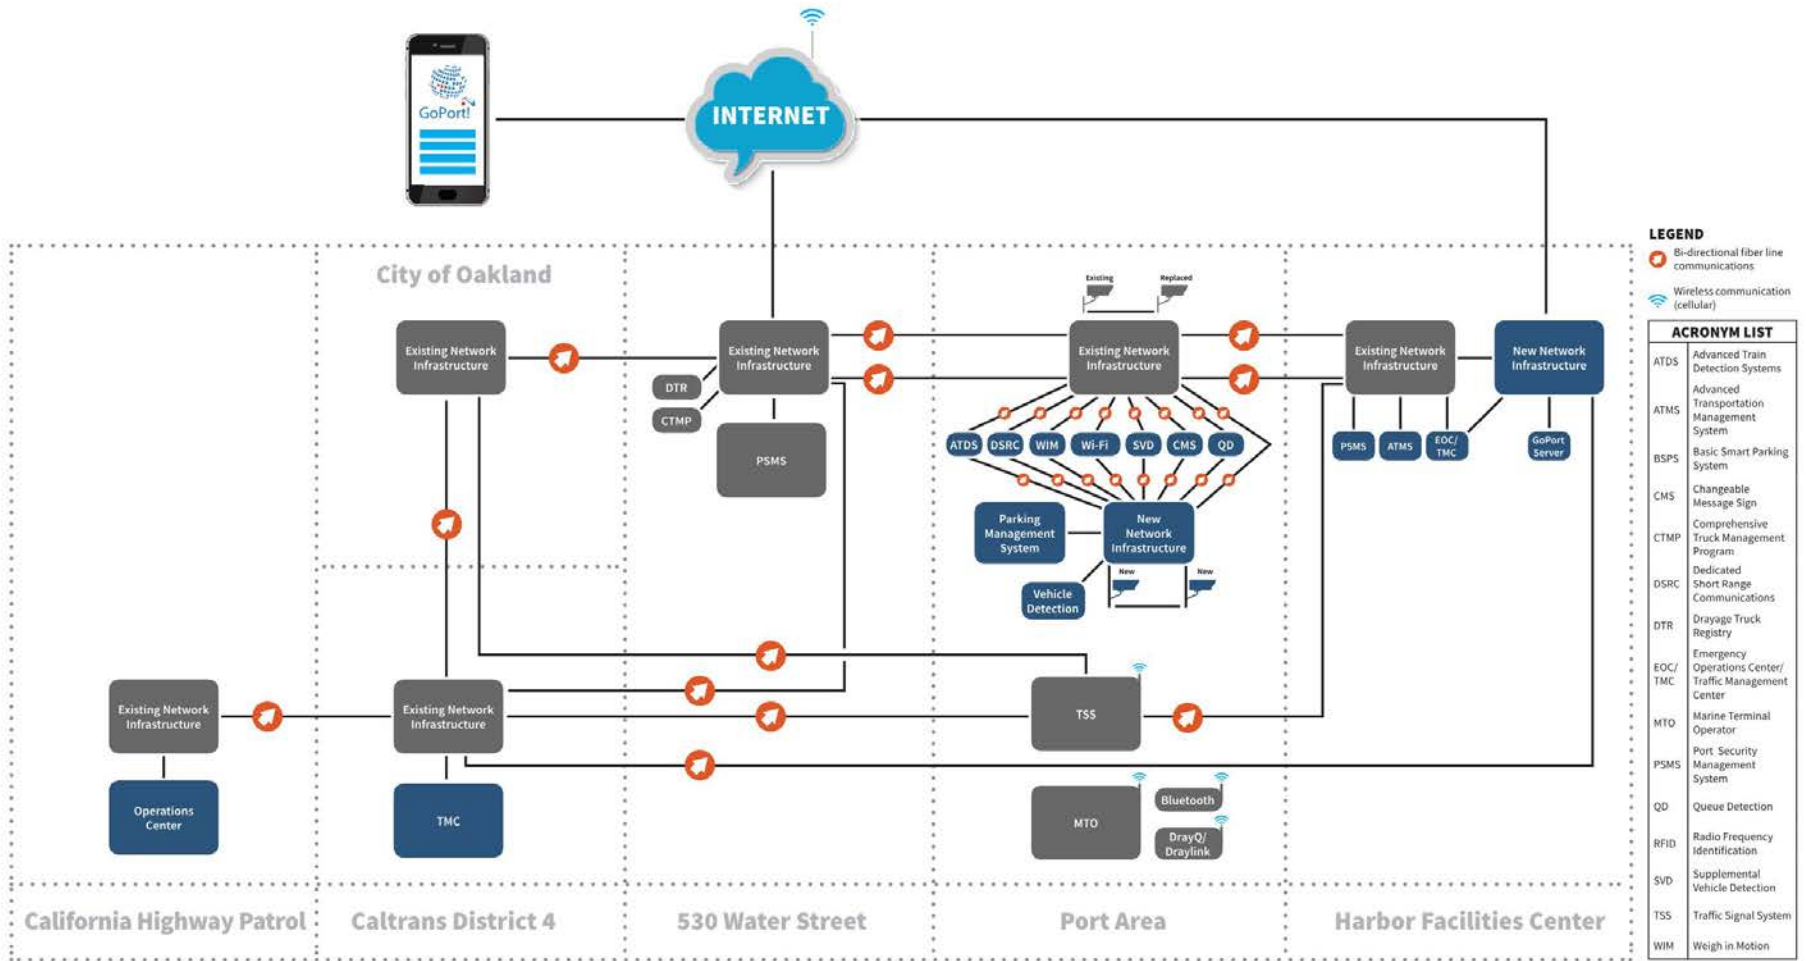 GoPort!
INTERNET
City of Oakland
Existing Network
Infrastructure
Existing Network
Infrastructure
DTR
CTMP
PSMS
Existing
Replaced
Existing Network
Infrastructure
ATDS
DSRC
WIM
Wi-Fi
SVD
CMS
QD
Parking
Management
System
New
Network
Infrastructure
Vehicle
Detection
New
New
Existing Network
Infrastructure
New Network
Infrastructure
PSMS
ATMS
EOC/
TMC
GoPort
Server
Existing Network
Infrastructure
Operations
Center
Existing Network
Infrastructure
TMC
TSS
MTO
Bluetooth
DrayQ/
Draylink
California Highway Patrol
Caltrans District 4
530 Water Street
Port Area
Harbor Facilities Center
LEGEND
Bi-directional fiber line
communications
Wireless communication
(cellular)
ACRONYM LIST
ATDS
Advanced Train
Detection Systems
ATMS
Advanced
Transportation
Management
System
BSPS
Basic Smart Parking
System
CMS
Changeable
Message Sign
CTMP
Comprehensive
Truck Management
Program
DSRC
Dedicated
Short Range
Communications
DTR
Drayage Truck
Registry
EOC/
TMC
Emergency
Operations Center/
Traffic Management
Center
MTO
Marine Terminal
Operator
PSMS
Port Security
Management
System
QD
Queue Detection
RFID
Radio Frequency
Identification
SVD
Supplemental
Vehicle Detection
TSS
Traffic Signal System
WIM
Weigh in Motion